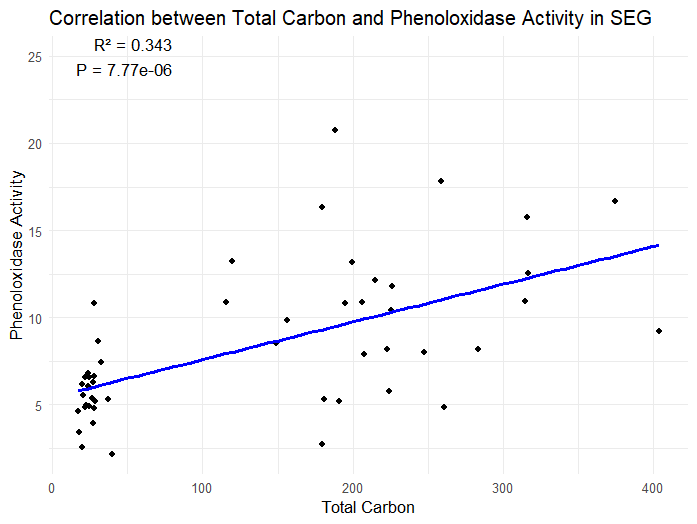 Correlation between Total Carbon and Phenoloxidase Activity in SEG
R² = 0.343
P = 7.77e-06
25
20
15
10
5
Phenoloxidase Activity
0
100
200
300
400
Total Carbon